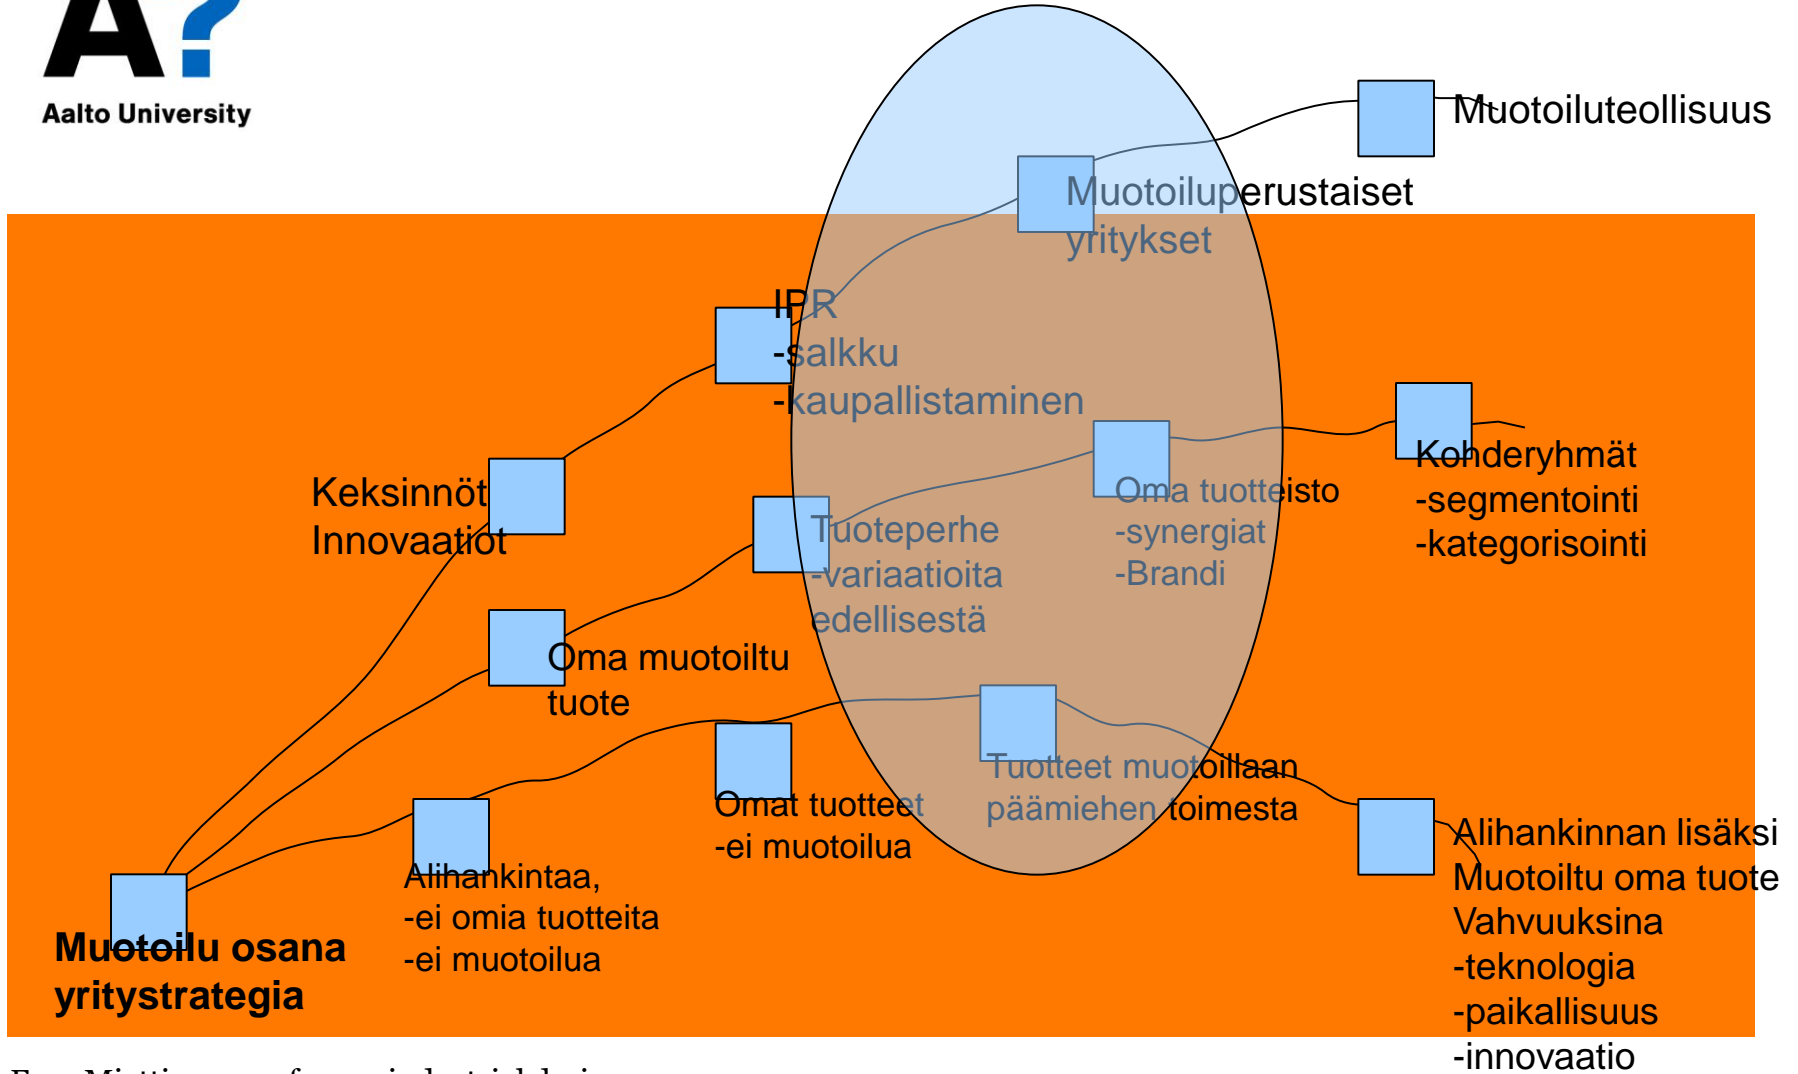 A?
Aalto University
Muotoiluteollisuus
Muotoiluperustaiset
yritykset
IPR
-salkku
-kaupallistaminen
Kohderyhmät
-segmentointi
-kategorisointi
Keksinnöt
Innovaatiot
Oma tuotteisto
-synergiat
-Brandi
Tuoteperhe
-variaatioita
edellisestä
Oma muotoiltu
tuote
Tuotteet muotoillaan
päämiehen toimesta
Omat tuotteet
-ei muotoilua
Alihankinnan lisäksi
Muotoiltu oma tuote
Vahvuuksina
-teknologia
-paikallisuus
-innovaatio
Alihankintaa,
-ei omia tuotteita
-ei muotoilua
Muotoilu osana
yritystrategia